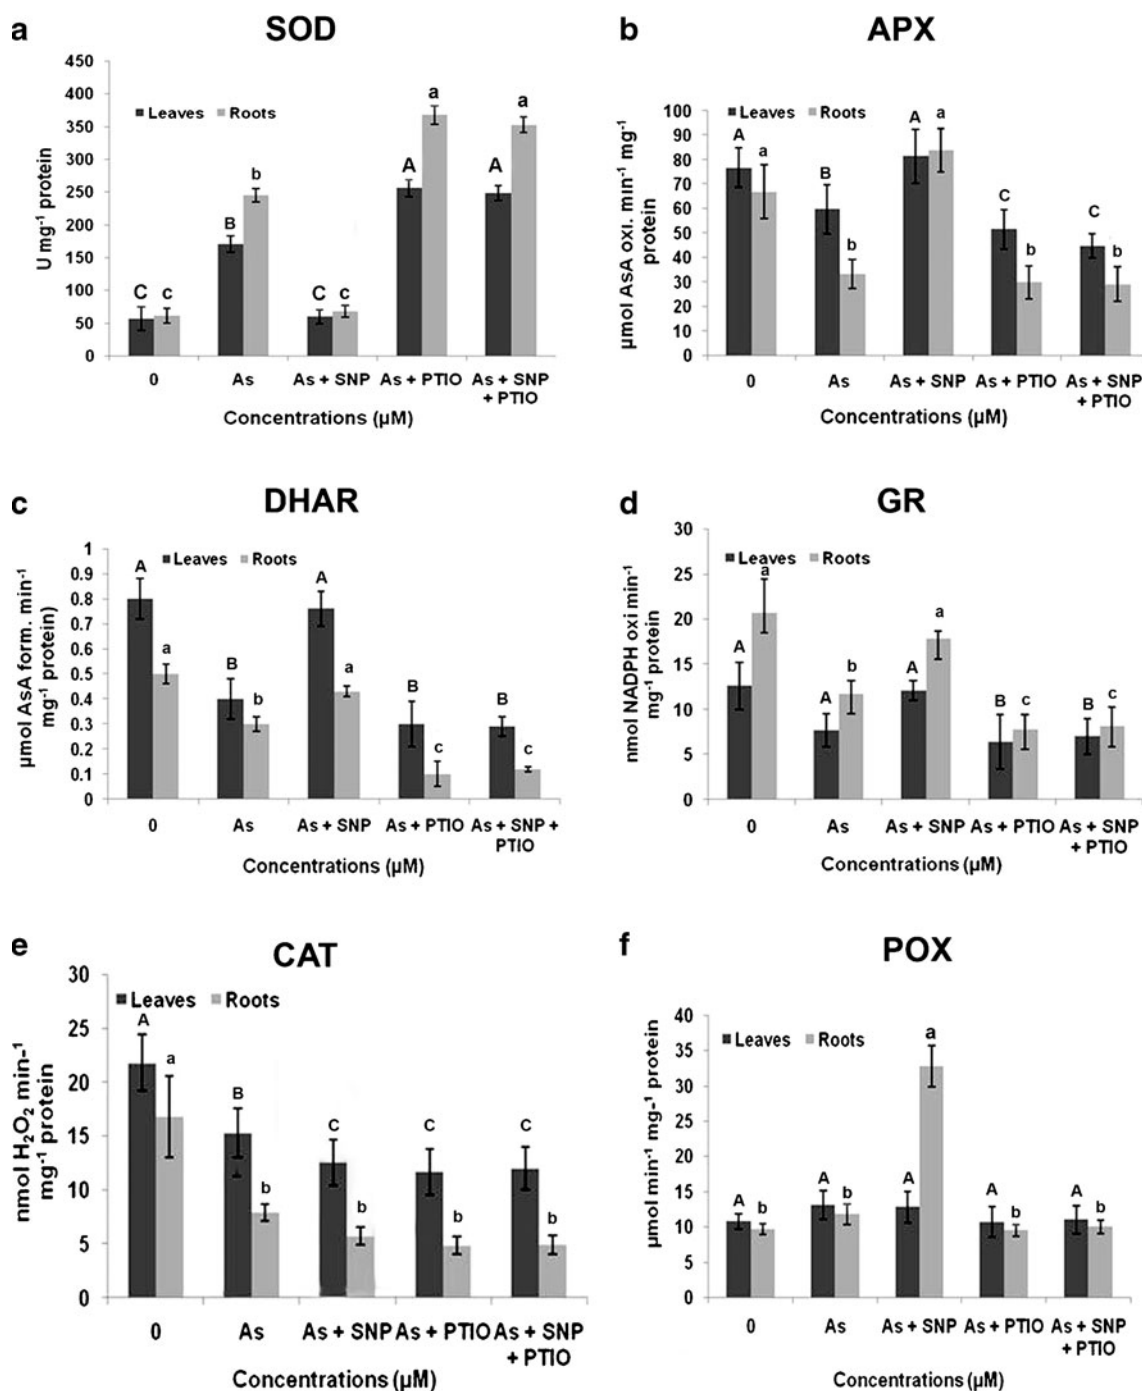 a
SOD
450
400
350
300
250
200
150
100
50
0
U mg-1 protein
Leaves Roots
C c B b C c A a A a
0 As As + SNP As + PTIO As + SNP
+ PTIO
Concentrations (µM)
b
APX
100
90
80
70
60
50
40
30
20
10
0
µmol AsA oxi. min-1 mg-1
protein
Leaves Roots
A a B b A a C b C b
0 As As + SNP As + PTIO As + SNP
+ PTIO
Concentrations (µM)
c
DHAR
1
0.9
0.8
0.7
0.6
0.5
0.4
0.3
0.2
0.1
0
µmol AsA form. min-1
mg-1 protein)
Leaves Roots
A a B b A a B c B c
0 As As + SNP As + PTIO As + SNP +
PTIO
Concentrations (µM)
d
GR
30
25
20
15
10
5
0
nmol NADPH oxi min-1
mg-1 protein
Leaves Roots
A a A b A a B c B c
0 As As + SNP As + PTIO As + SNP
+ PTIO
Concentrations (µM)
e
CAT
30
25
20
15
10
5
0
nmol H2O2 min-1
mg-1 protein
Leaves Roots
A a B b C b C b C b
0 As As + SNP As + PTIO As + SNP
+ PTIO
Concentrations (µM)
f
POX
40
35
30
25
20
15
10
5
0
µmol min-1 mg-1 protein
Leaves Roots
A b A b A a A b A b
0 As As + SNP As + PTIO As + SNP
+ PTIO
Concentrations (µM)